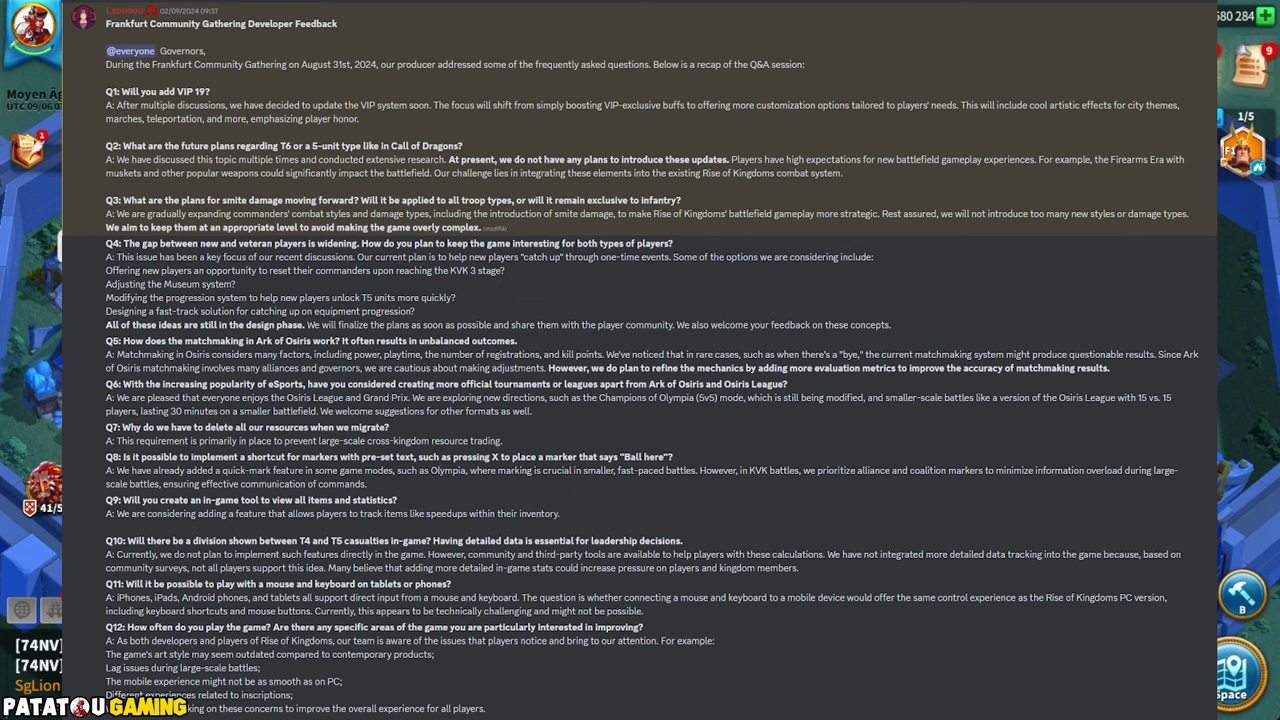 Looooo 02/09/2024 09:37
Frankfurt Community Gathering Developer Feedback
@everyone Governors,
During the Frankfurt Community Gathering on August 31st, 2024, our producer addressed some of the frequently asked questions. Below is a recap of the Q&A session:
Q1: Will you add VIP 19?
A: After multiple discussions, we have decided to update the VIP system soon. The focus will shift from simply boosting VIP-exclusive buffs to offering more customization options tailored to players' needs. This will include cool artistic effects for city themes,
marches, teleportation, and more, emphasizing player honor.
Q2: What are the future plans regarding T6 or a 5-unit type like in Call of Dragons?
A: We have discussed this topic multiple times and conducted extensive research. At present, we do not have any plans to introduce these updates. Players have high expectations for new battlefield gameplay experiences. For example, the Firearms Era with
muskets and other popular weapons could significantly impact the battlefield. Our challenge lies in integrating these elements into the existing Rise of Kingdoms combat system.
Q3: What are the plans for smite damage moving forward? Will it be applied to all troop types, or will it remain exclusive to infantry?
A: We are gradually expanding commanders' combat styles and damage types, including the introduction of smite damage, to make Rise of Kingdoms' battlefield gameplay more strategic. Rest assured, we will not introduce too many new styles or damage types.
We aim to keep them at an appropriate level to avoid making the game overly complex. (modifié)
Q4: The gap between new and veteran players is widening. How do you plan to keep the game interesting for both types of players?
A: This issue has been a key focus of our recent discussions. Our current plan is to help new players "catch up" through one-time events. Some of the options we are considering include:
Offering new players an opportunity to reset their commanders upon reaching the KVK 3 stage?
Adjusting the Museum system?
Modifying the progression system to help new players unlock T5 units more quickly?
Designing a fast-track solution for catching up on equipment progression?
All of these ideas are still in the design phase. We will finalize the plans as soon as possible and share them with the player community. We also welcome your feedback on these concepts.
Q5: How does the matchmaking in Ark of Osiris work? It often results in unbalanced outcomes.
A: Matchmaking in Osiris considers many factors, including power, playtime, the number of registrations, and kill points. We've noticed that in rare cases, such as when there's a "bye," the current matchmaking system might produce questionable results. Since Ark
of Osiris matchmaking involves many alliances and governors, we are cautious about making adjustments. However, we do plan to refine the mechanics by adding more evaluation metrics to improve the accuracy of matchmaking results.
Q6: With the increasing popularity of eSports, have you considered creating more official tournaments or leagues apart from Ark of Osiris and Osiris League?
A: We are pleased that everyone enjoys the Osiris League and Grand Prix. We are exploring new directions, such as the Champions of Olympia (5v5) mode, which is still being modified, and smaller-scale battles like a version of the Osiris League with 15 vs. 15
players, lasting 30 minutes on a smaller battlefield. We welcome suggestions for other formats as well.
Q7: Why do we have to delete all our resources when we migrate?
A: This requirement is primarily in place to prevent large-scale cross-kingdom resource trading.
Q8: Is it possible to implement a shortcut for markers with pre-set text, such as pressing X to place a marker that says "Ball here"?
A: We have already added a quick-mark feature in some game modes, such as Olympia, where marking is crucial in smaller, fast-paced battles. However, in KVK battles, we prioritize alliance and coalition markers to minimize information overload during large-
scale battles, ensuring effective communication of commands.
Q9: Will you create an in-game tool to view all items and statistics?
A: We are considering adding a feature that allows players to track items like speedups within their inventory.
Q10: Will there be a division shown between T4 and T5 casualties in-game? Having detailed data is essential for leadership decisions.
A: Currently, we do not plan to implement such features directly in the game. However, community and third-party tools are available to help players with these calculations. We have not integrated more detailed data tracking into the game because, based on
community surveys, not all players support this idea. Many believe that adding more detailed in-game stats could increase pressure on players and kingdom members.
Q11: Will it be possible to play with a mouse and keyboard on tablets or phones?
A: iPhones, iPads, Android phones, and tablets all support direct input from a mouse and keyboard. The question is whether connecting a mouse and keyboard to a mobile device would offer the same control experience as the Rise of Kingdoms PC version,
including keyboard shortcuts and mouse buttons. Currently, this appears to be technically challenging and might not be possible.
Q12: How often do you play the game? Are there any specific areas of the game you are particularly interested in improving?
A: As both developers and players of Rise of Kingdoms, our team is aware of the issues that players notice and bring to our attention. For example:
The game's art style may seem outdated compared to contemporary products;
Lag issues during large-scale battles;
The mobile experience might not be as smooth as on PC;
Different experiences related to inscriptions;
king on these concerns to improve the overall experience for all players.
Moyen Âg
UTC 09/06
1
41/5
[74NV]
[74NV]
SgLion
PATATOUGAMING
580 284
9
1/5
B
Space